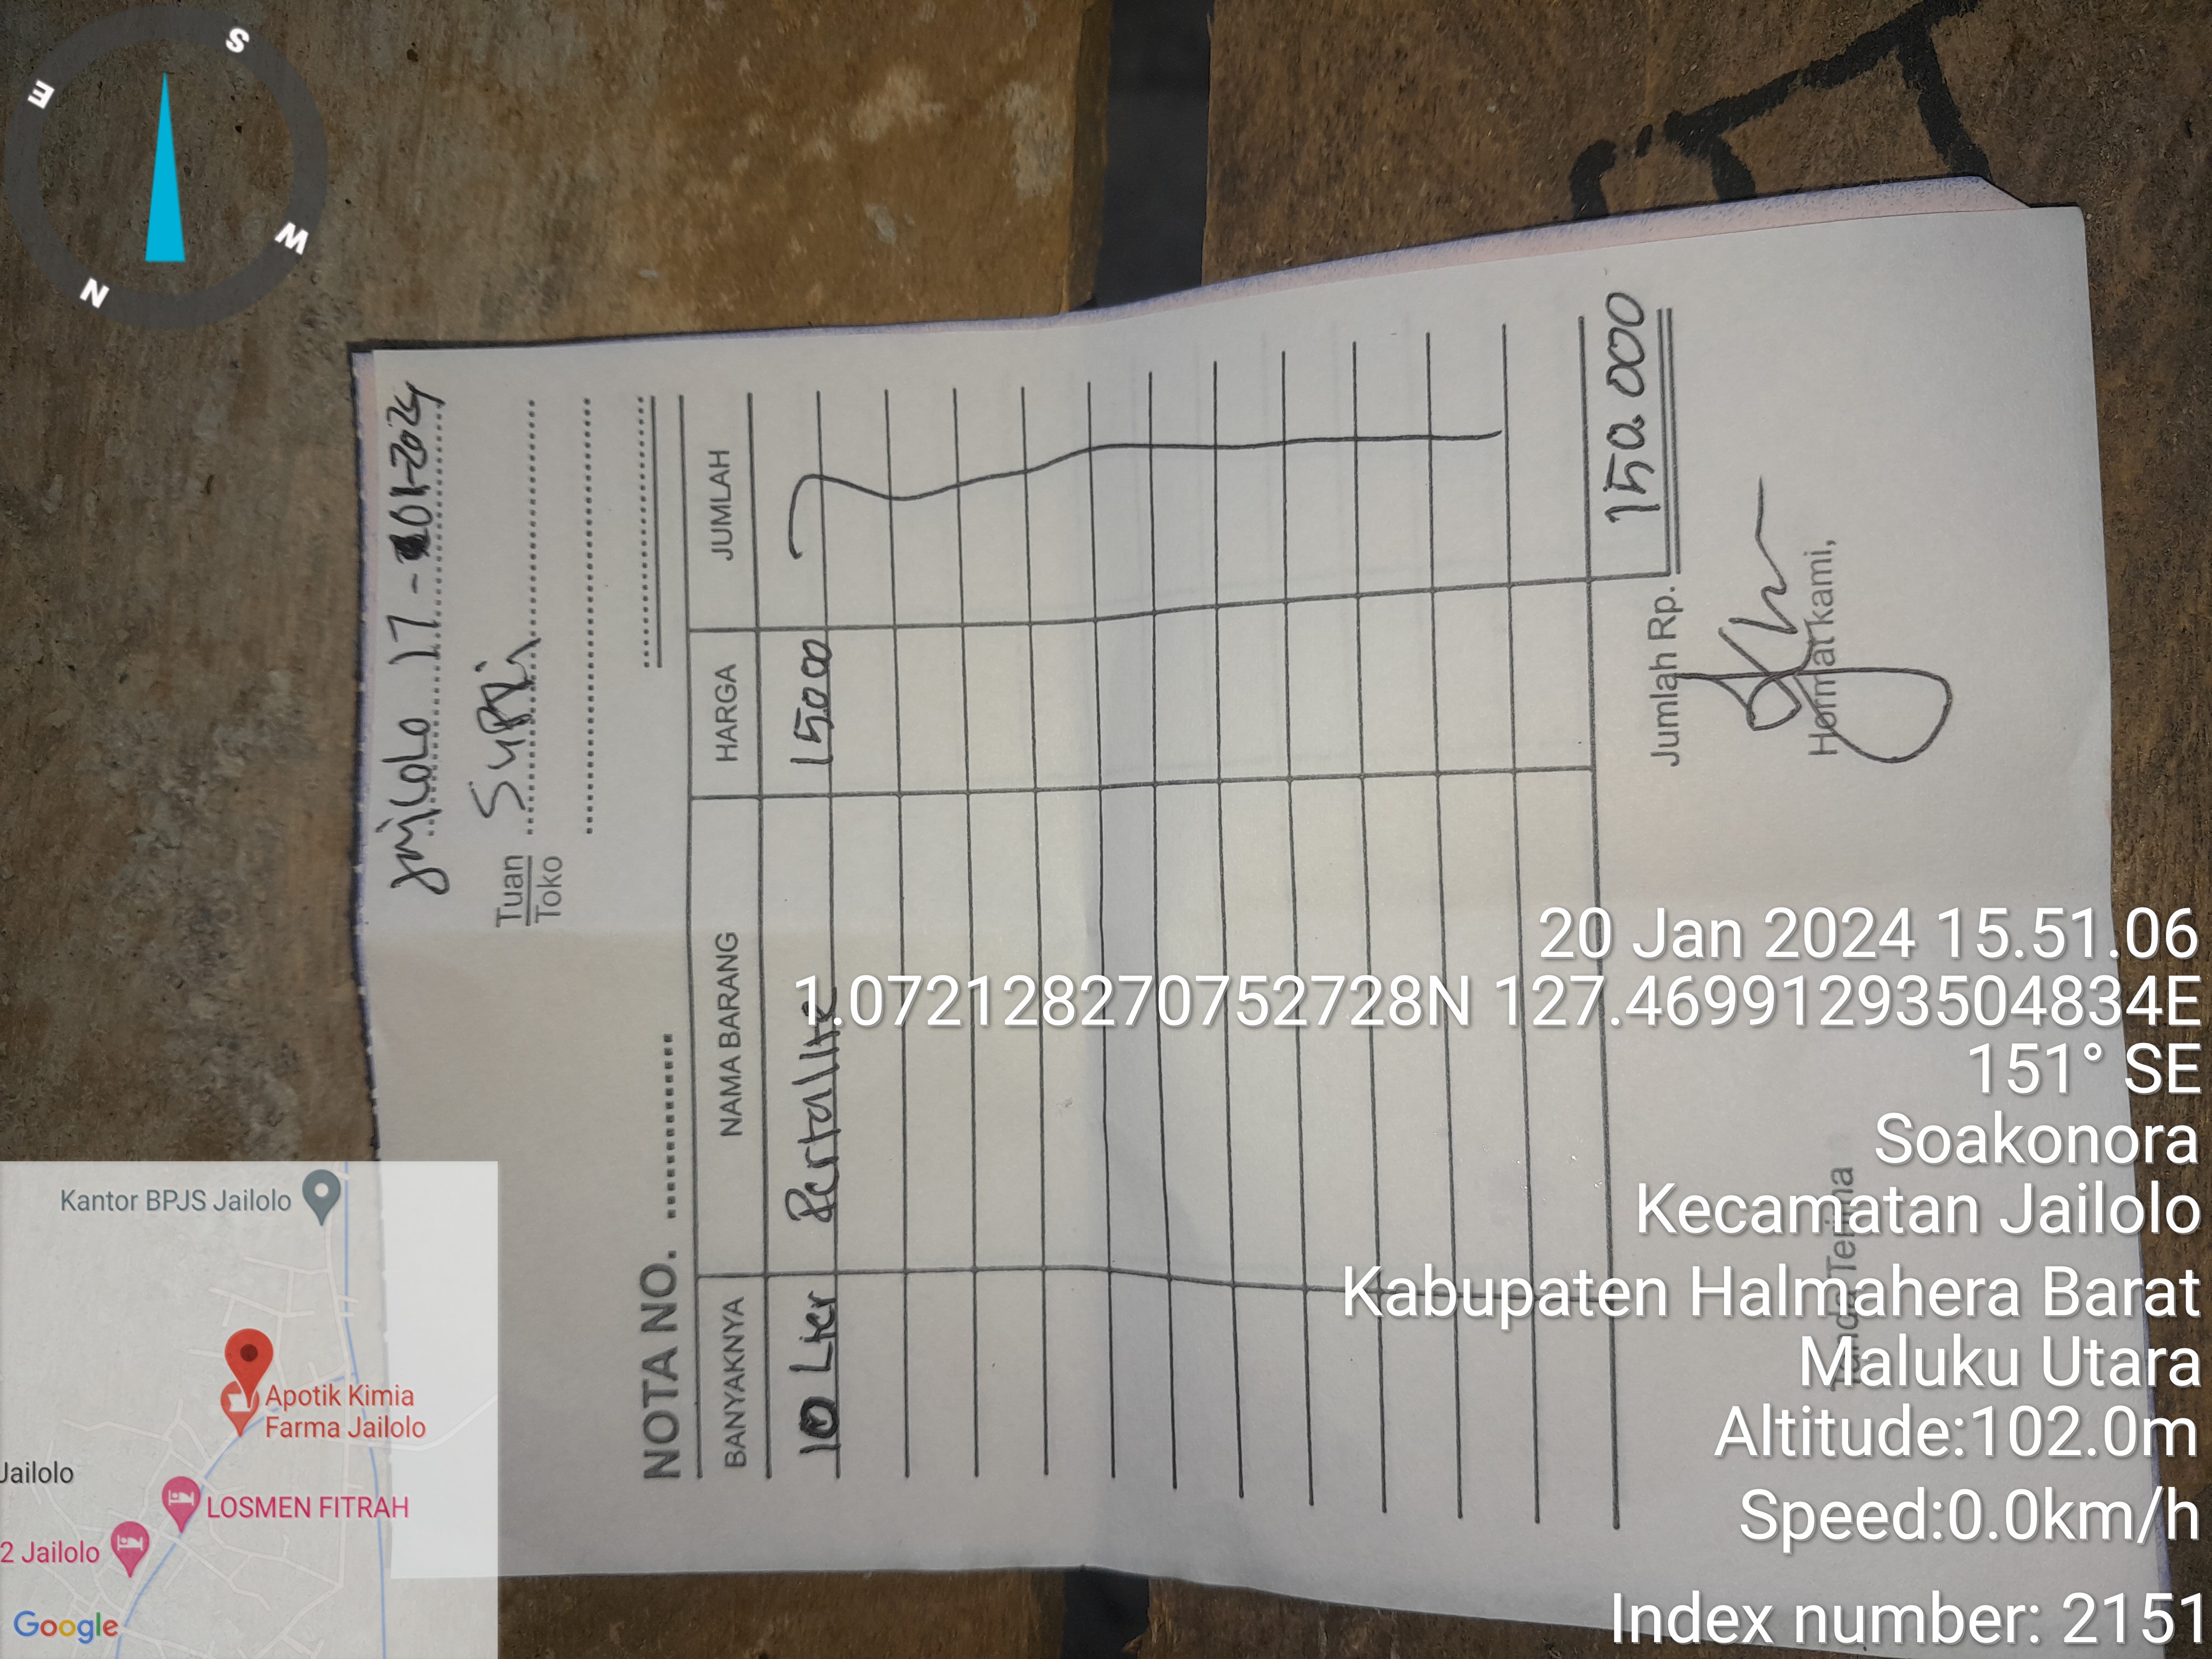 Jailolo 17-01-2024
Tuan Supri
Toko
NOTA NO. ............
BANYAKNYA NAMA BARANG HARGA JUMLAH
10 Liter Pertalite 15000
Jumlah Rp. 150.000
Tanda Terima Hormat kami,
20 Jan 2024 15.51.06
1.072128270752728N 127.46991293504834E
151° SE
Soakonora
Kecamatan Jailolo
Kabupaten Halmahera Barat
Maluku Utara
Altitude:102.0m
Speed:0.0km/h
Index number: 2151
S
E
W
N
Kantor BPJS Jailolo
Apotik Kimia
Farma Jailolo
Jailolo
LOSMEN FITRAH
2 Jailolo
Google